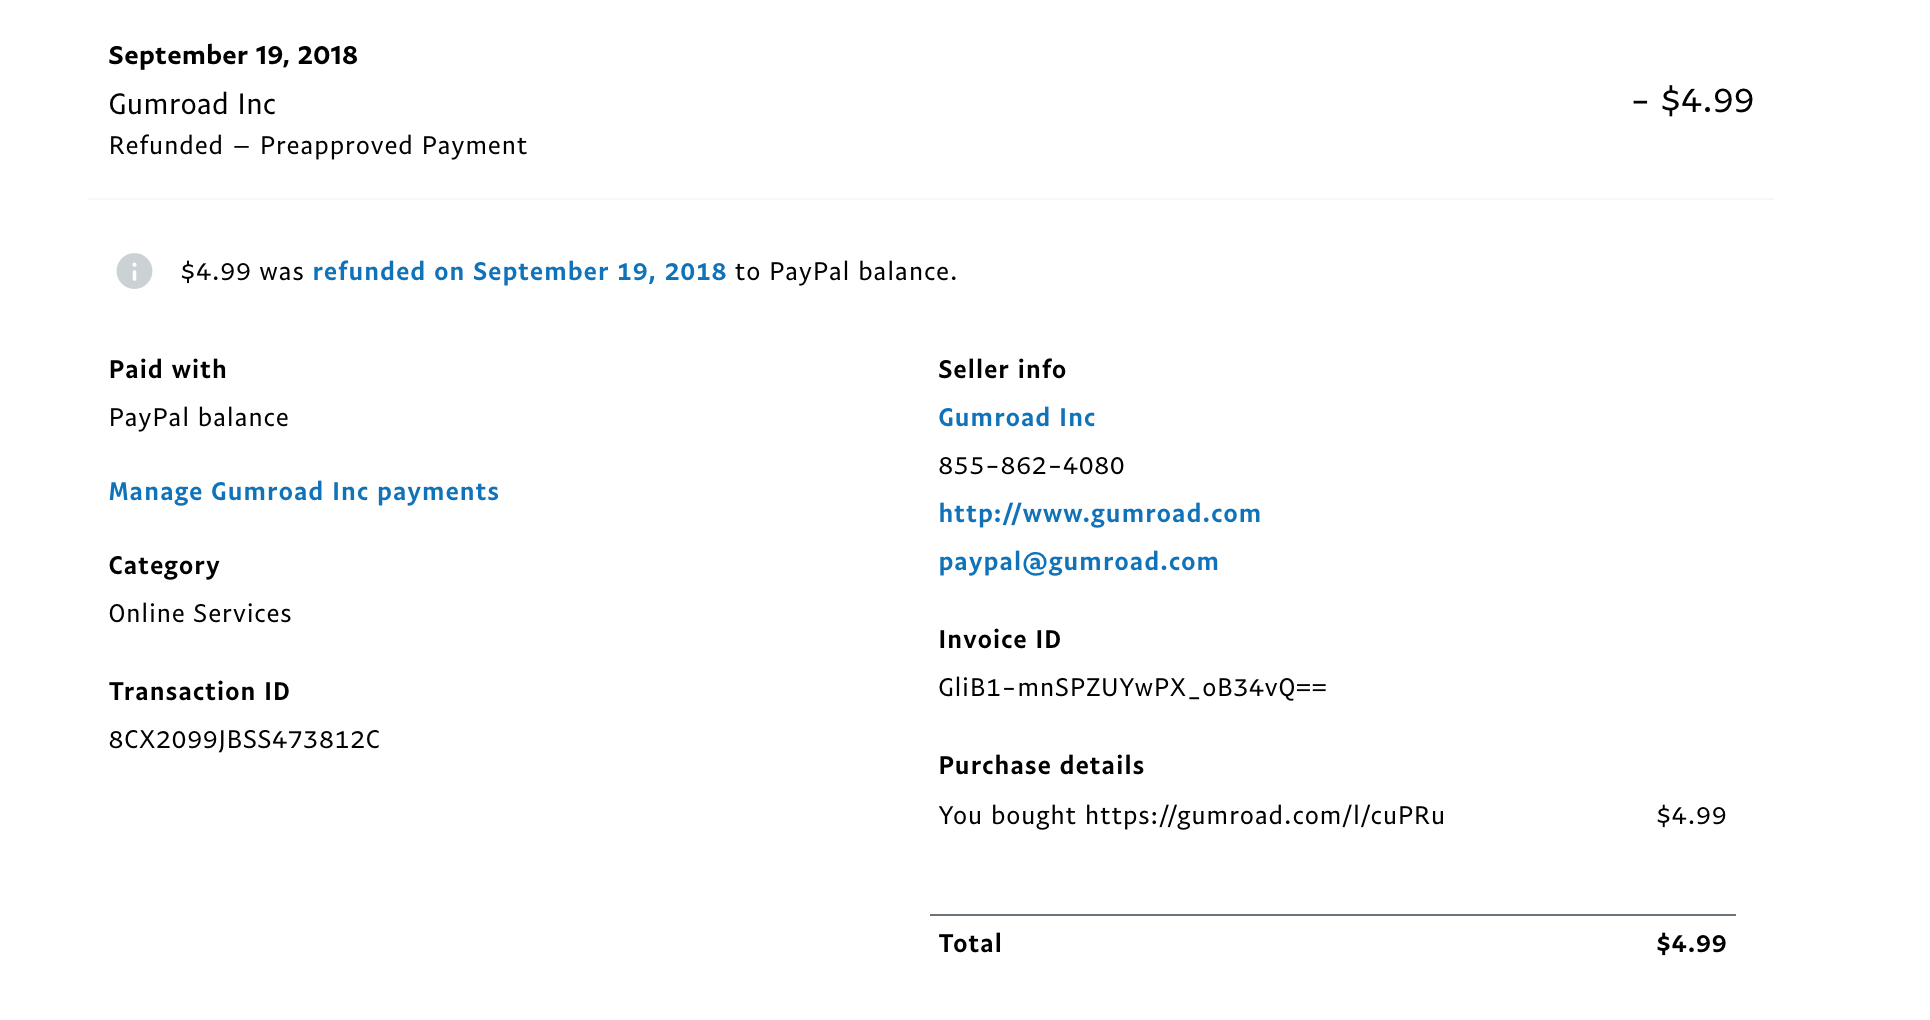 September 19, 2018
Gumroad Inc
- $4.99
Refunded – Preapproved Payment
$4.99 was refunded on September 19, 2018 to PayPal balance.
Paid with
PayPal balance
Manage Gumroad Inc payments
Category
Online Services
Transaction ID
8CX2099JBSS473812C
Seller info
Gumroad Inc
855-862-4080
http://www.gumroad.com
paypal@gumroad.com
Invoice ID
GliB1-mnSPZUYwPX_oB34vQ==
Purchase details
You bought https://gumroad.com/l/cuPRu $4.99
Total $4.99